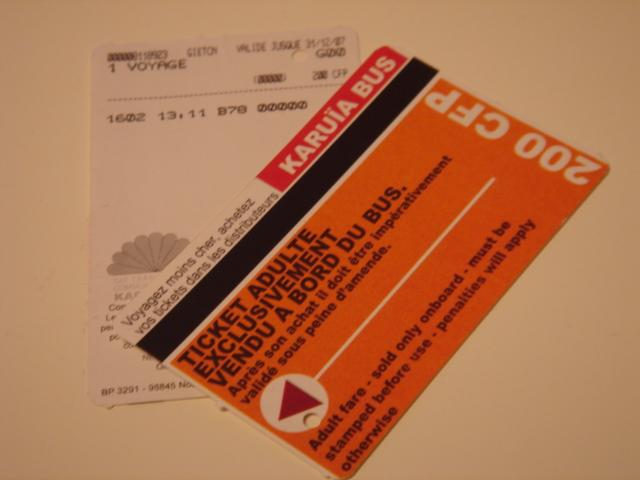 GIETON VALIDE JUSQUE 31/12/07
1 VOYAGE
200 CFP
1602 13.11 B78 00000
BP 3291 - 98845
KARUÏA BUS
200 CFP
Voyagez moins cher, achetez
vos tickets dans les distributeurs
TICKET ADULTE
EXCLUSIVEMENT
VENDU A BORD DU BUS.
Après son achat il doit être impérativement
validé sous peine d'amende.
Adult fare - sold only onboard - must be
stamped before use - penalties will apply
otherwise